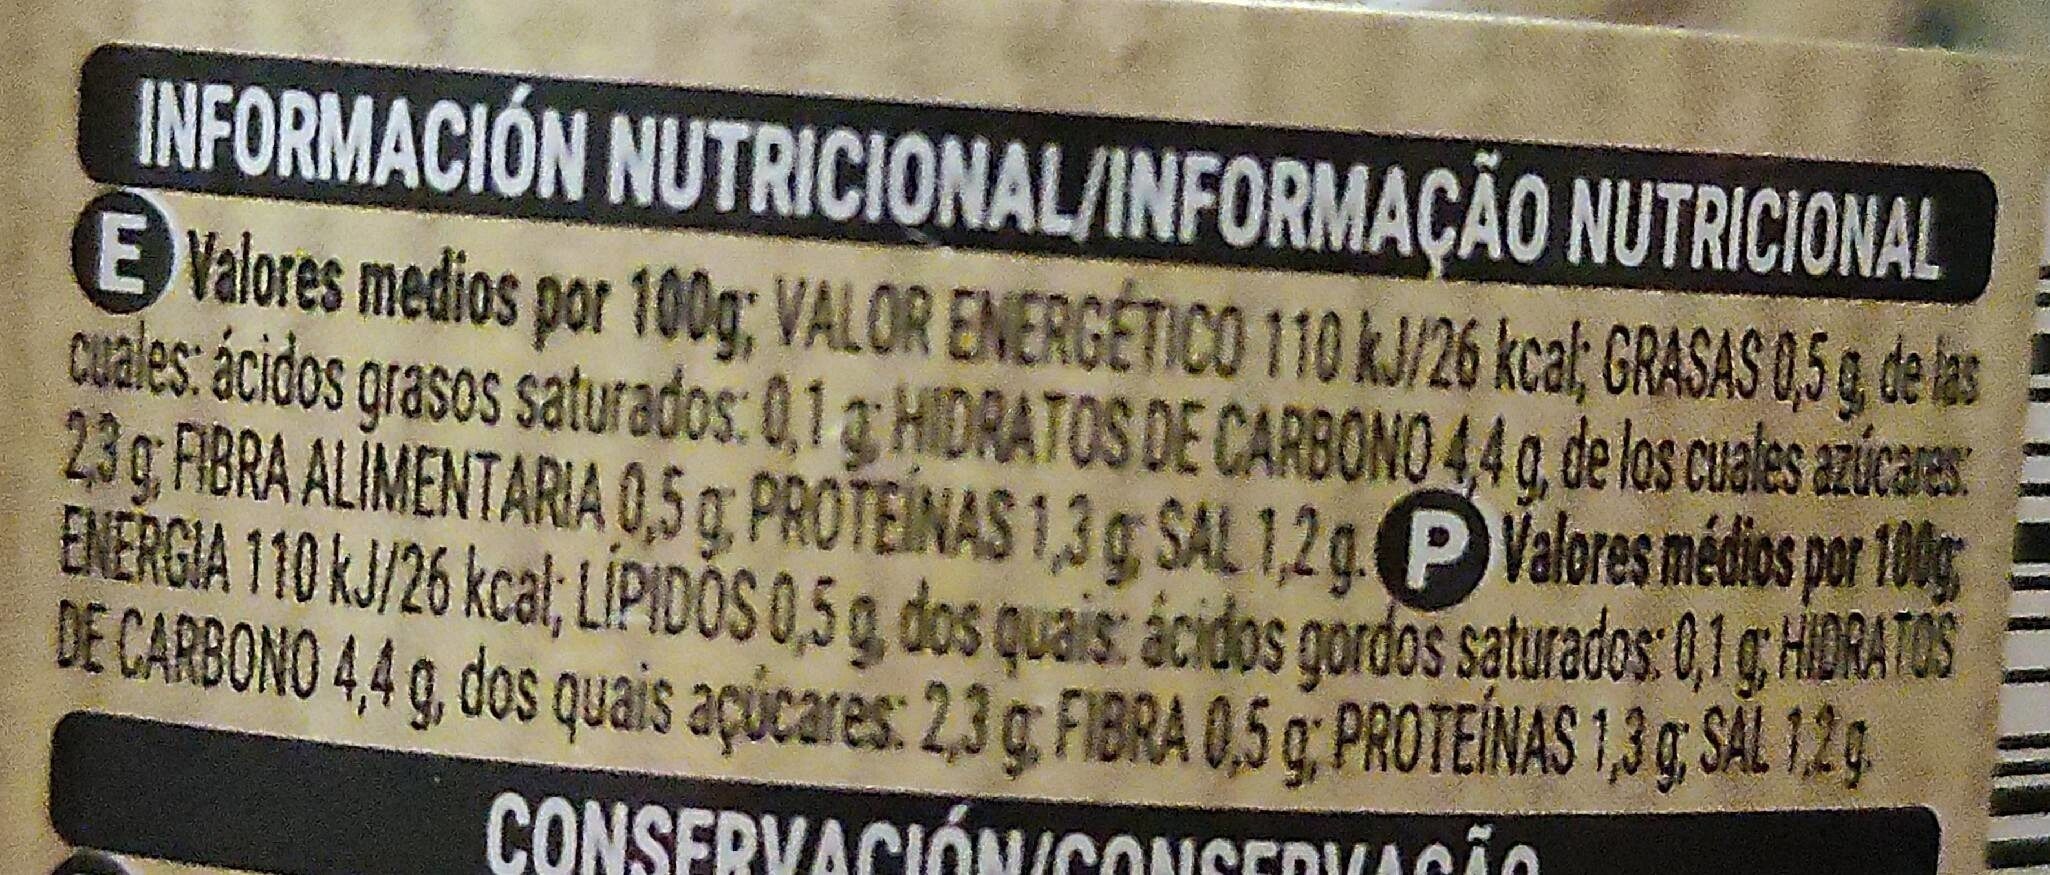 INFORMACIÓN NUTRICIONAL/INFORMAÇÃO NUTRICIONAL
E Valores medios por 100g; VALOR ENERGÉTICO 110 kJ/26 kcal; GRASAS 0,5 g, de las
cuales: ácidos grasos saturados: 0,1 g; HIDRATOS DE CARBONO 4,4 g, de los cuales azúcares:
2,3 g; FIBRA ALIMENTARIA 0,5 g; PROTEÍNAS 1,3 g; SAL 1,2 g. P Valores médios por 100g;
ENERGIA 110 kJ/26 kcal; LÍPIDOS 0,5 g, dos quais: ácidos gordos saturados: 0,1 g; HIDRATOS
DE CARBONO 4,4 g, dos quais açúcares: 2,3 g; FIBRA 0,5 g; PROTEÍNAS 1,3 g; SAL 1,2 g.
CONSERVACIÓN/CONSERVAÇÃO